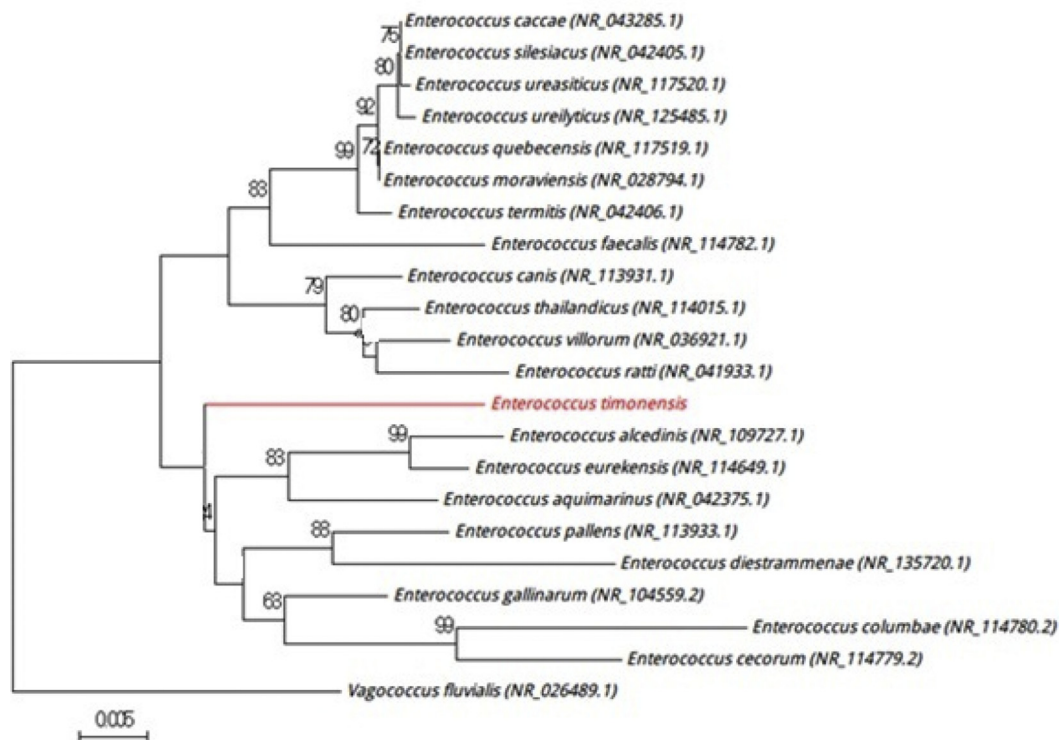 Enterococcus caccae (NR_043285.1)
75
Enterococcus silesiacus (NR_042405.1)
80
Enterococcus ureasiticus (NR_117520.1)
92
Enterococcus ureilyticus (NR_125485.1)
99
72
Enterococcus quebecensis (NR_117519.1)
Enterococcus moraviensis (NR_028794.1)
83
Enterococcus termitis (NR_042406.1)
Enterococcus faecalis (NR_114782.1)
79
Enterococcus canis (NR_113931.1)
80
Enterococcus thailandicus (NR_114015.1)
Enterococcus villorum (NR_036921.1)
Enterococcus ratti (NR_041933.1)
Enterococcus timonensis
99
Enterococcus alcedinis (NR_109727.1)
83
Enterococcus eurekensis (NR_114649.1)
Enterococcus aquimarinus (NR_042375.1)
88
Enterococcus pallens (NR_113933.1)
Enterococcus diestrammenae (NR_135720.1)
63
Enterococcus gallinarum (NR_104559.2)
99
Enterococcus columbae (NR_114780.2)
Enterococcus cecorum (NR_114779.2)
Vagococcus fluvialis (NR_026489.1)
0.005